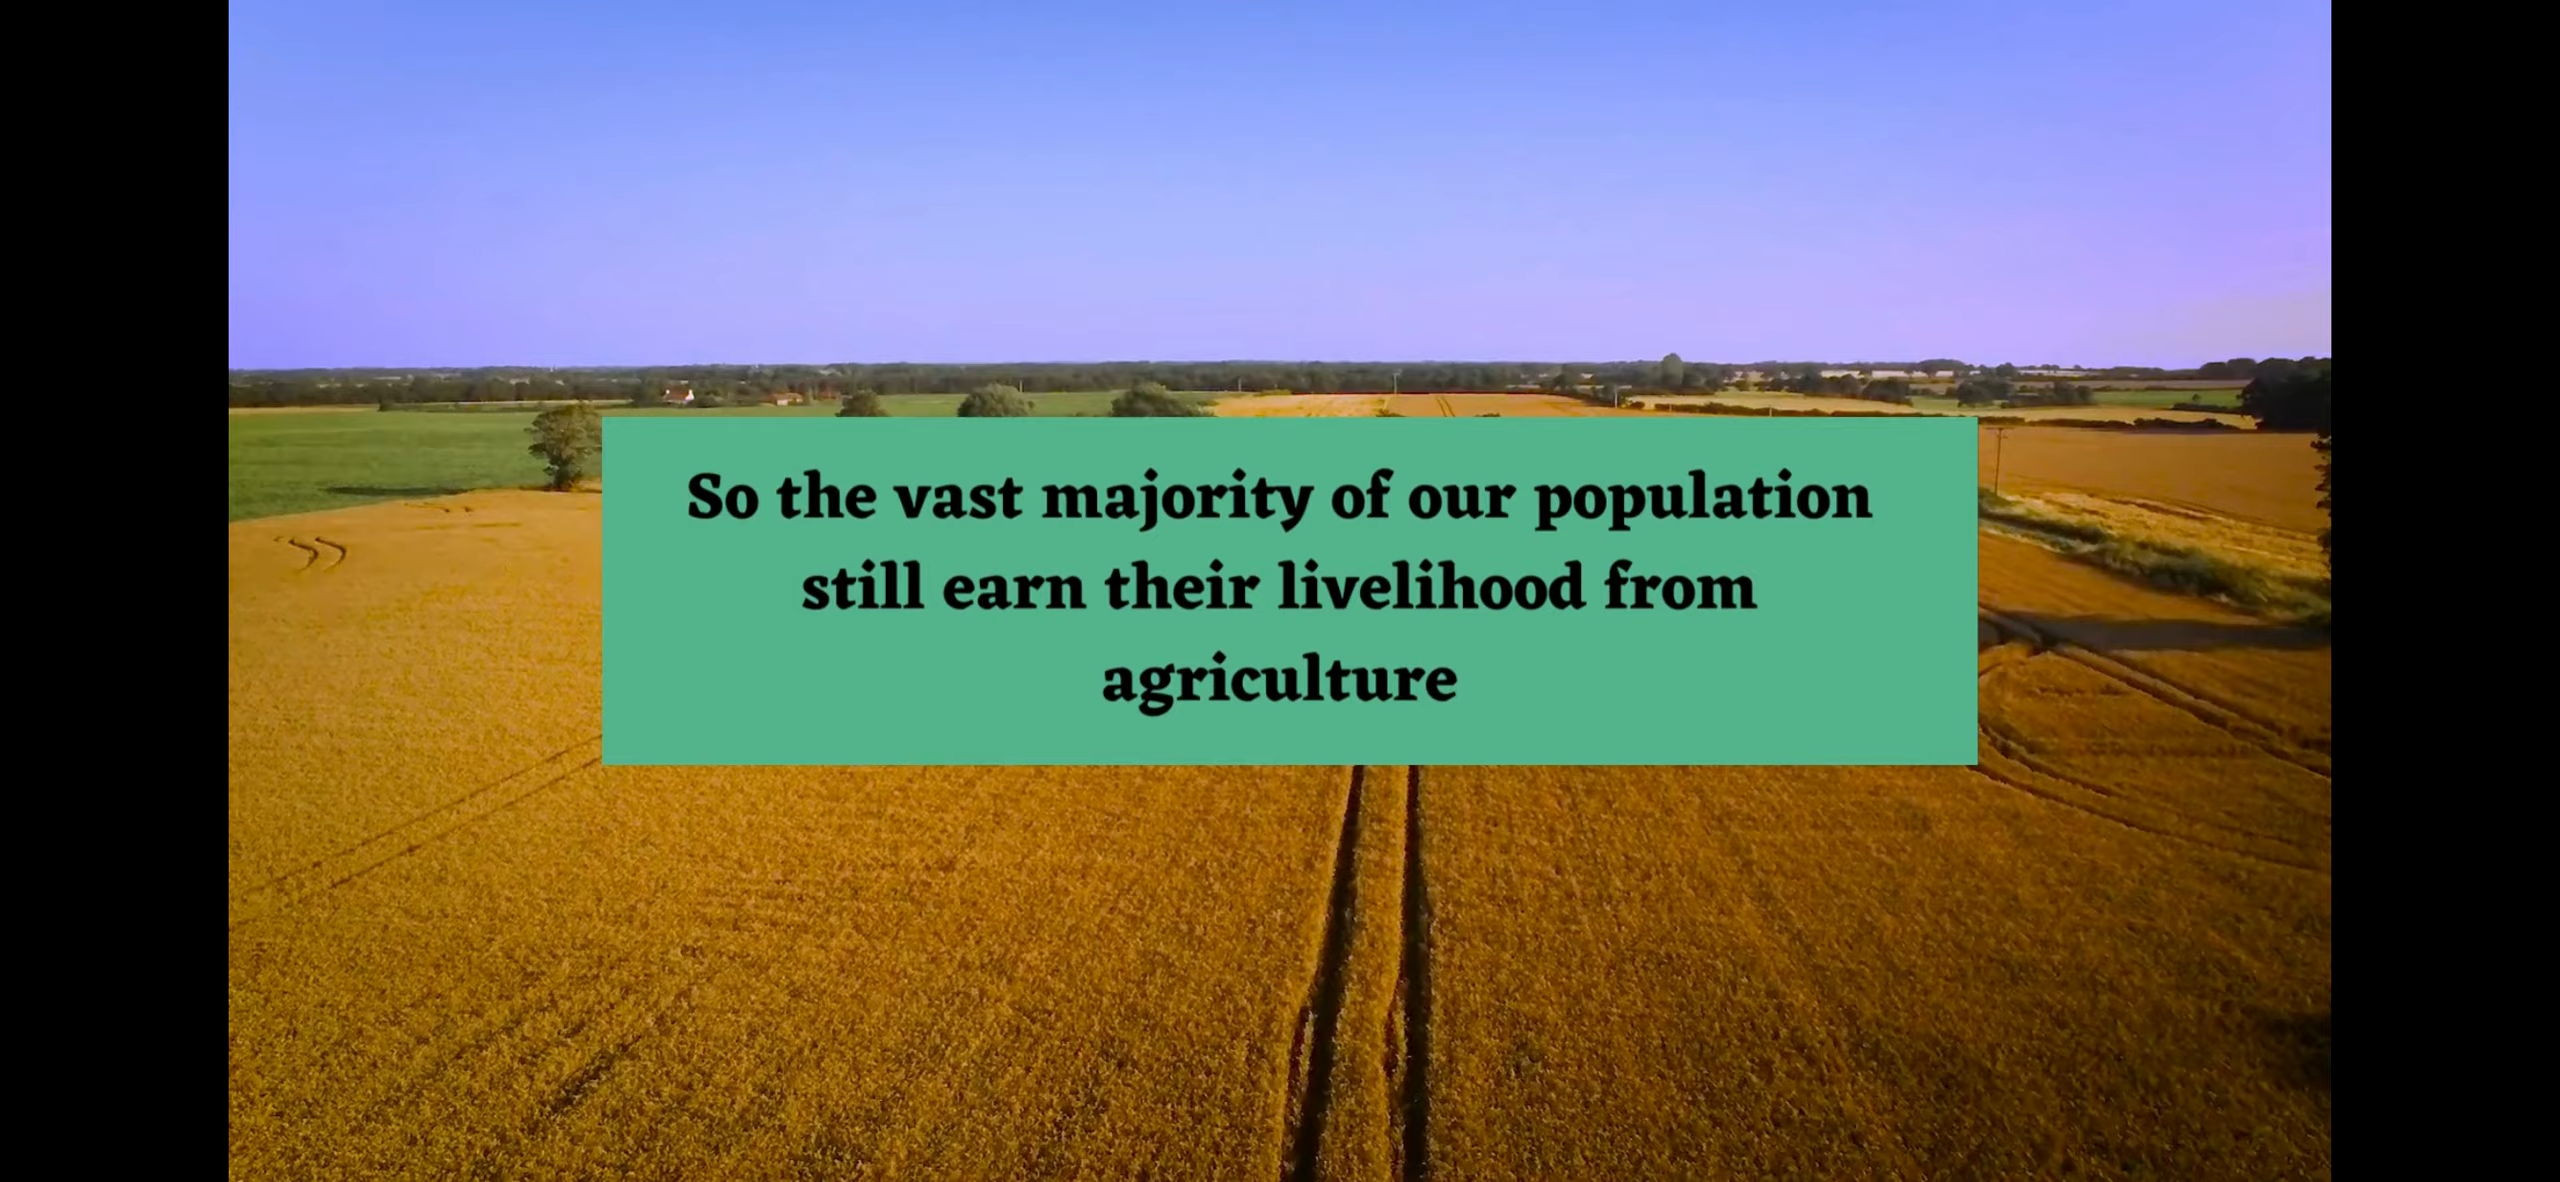 So the vast majority of our population
still earn their livelihood from
agriculture